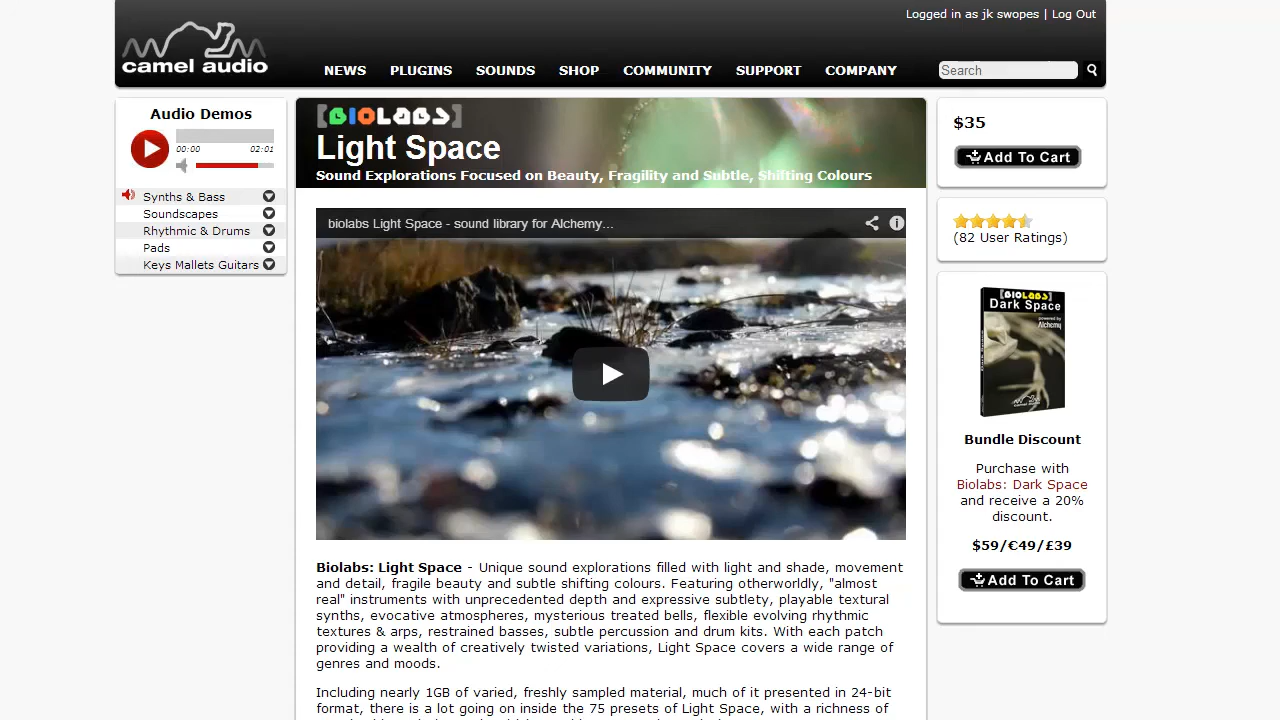 Logged in as jk swopes | Log Out
camel audio
NEWS PLUGINS SOUNDS SHOP COMMUNITY SUPPORT COMPANY
Search
Audio Demos
00:00 02:01
Synths & Bass
Soundscapes
Rhythmic & Drums
Pads
Keys Mallets Guitars
[BIOLABS]
Light Space
Sound Explorations Focused on Beauty, Fragility and Subtle, Shifting Colours
biolabs Light Space - sound library for Alchemy...
Biolabs: Light Space - Unique sound explorations filled with light and shade, movement
and detail, fragile beauty and subtle shifting colours. Featuring otherworldly, "almost
real" instruments with unprecedented depth and expressive subtlety, playable textural
synths, evocative atmospheres, mysterious treated bells, flexible evolving rhythmic
textures & arps, restrained basses, subtle percussion and drum kits. With each patch
providing a wealth of creatively twisted variations, Light Space covers a wide range of
genres and moods.
Including nearly 1GB of varied, freshly sampled material, much of it presented in 24-bit
format, there is a lot going on inside the 75 presets of Light Space, with a richness of
$35
Add To Cart
(82 User Ratings)
[BIOLABS]
Dark Space
powered by
Alchemy
camel audio
Bundle Discount
Purchase with
Biolabs: Dark Space
and receive a 20%
discount.
$59/€49/£39
Add To Cart